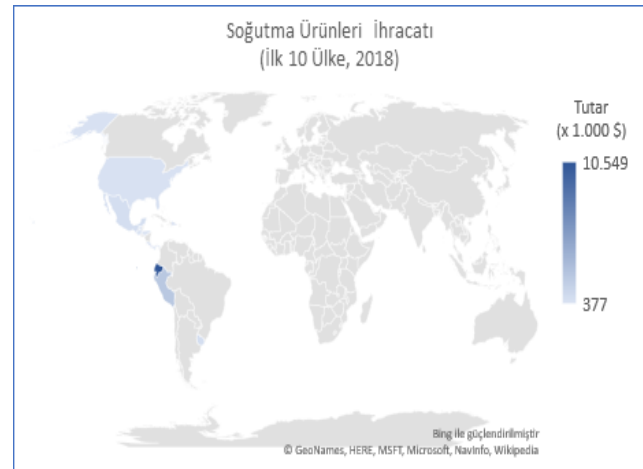 Soğutma Ürünleri İhracatı
(İlk 10 Ülke, 2018)
Tutar
(x 1.000 $)
10.549
377
Bing ile güçlendirilmiştir
© GeoNames, HERE, MSFT, Microsoft, NavInfo, Wikipedia